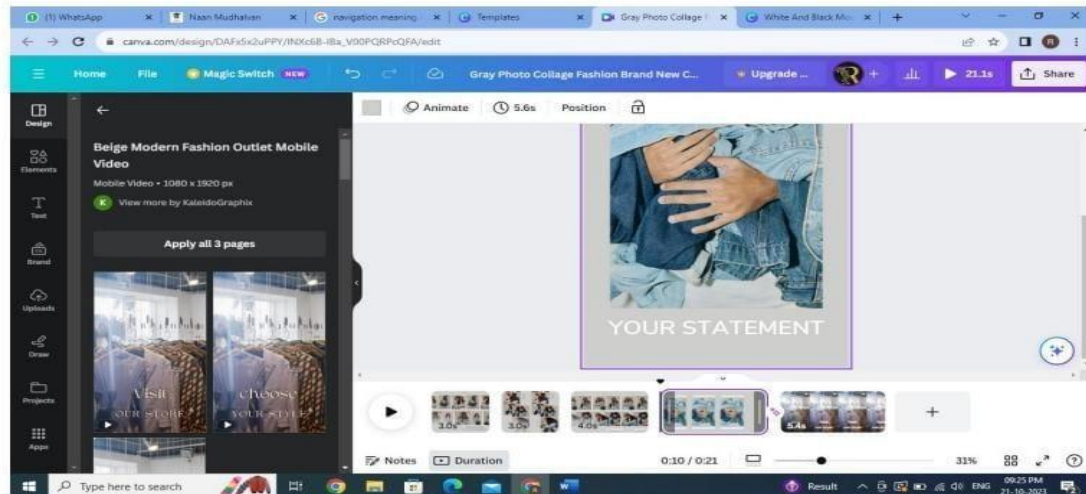 (1) WhatsApp
Naan Mudhalvan
navigation meaning
Templates
Gray Photo Collage
White And Black Mo
canva.com/design/DAFx5x2uPPY/INXc6B-IBa_V00PQRPcQFA/edit
Home File Magic Switch NEW Gray Photo Collage Fashion Brand New C... Upgrade ... 21.1s Share
Animate 5.6s Position
Design
Elements
Text
Brand
Uploads
Draw
Projects
Apps
Beige Modern Fashion Outlet Mobile
Video
Mobile Video • 1080 x 1920 px
K View more by KaleidoGraphix
Apply all 3 pages
Visit
OUR STORE
choose
YOUR STYLE
YOUR STATEMENT
3.0s 3.0s 4.0s 5.4s
Notes Duration 0:10 / 0:21 31%
Type here to search Result ENG 09:25 PM
21-10-2023